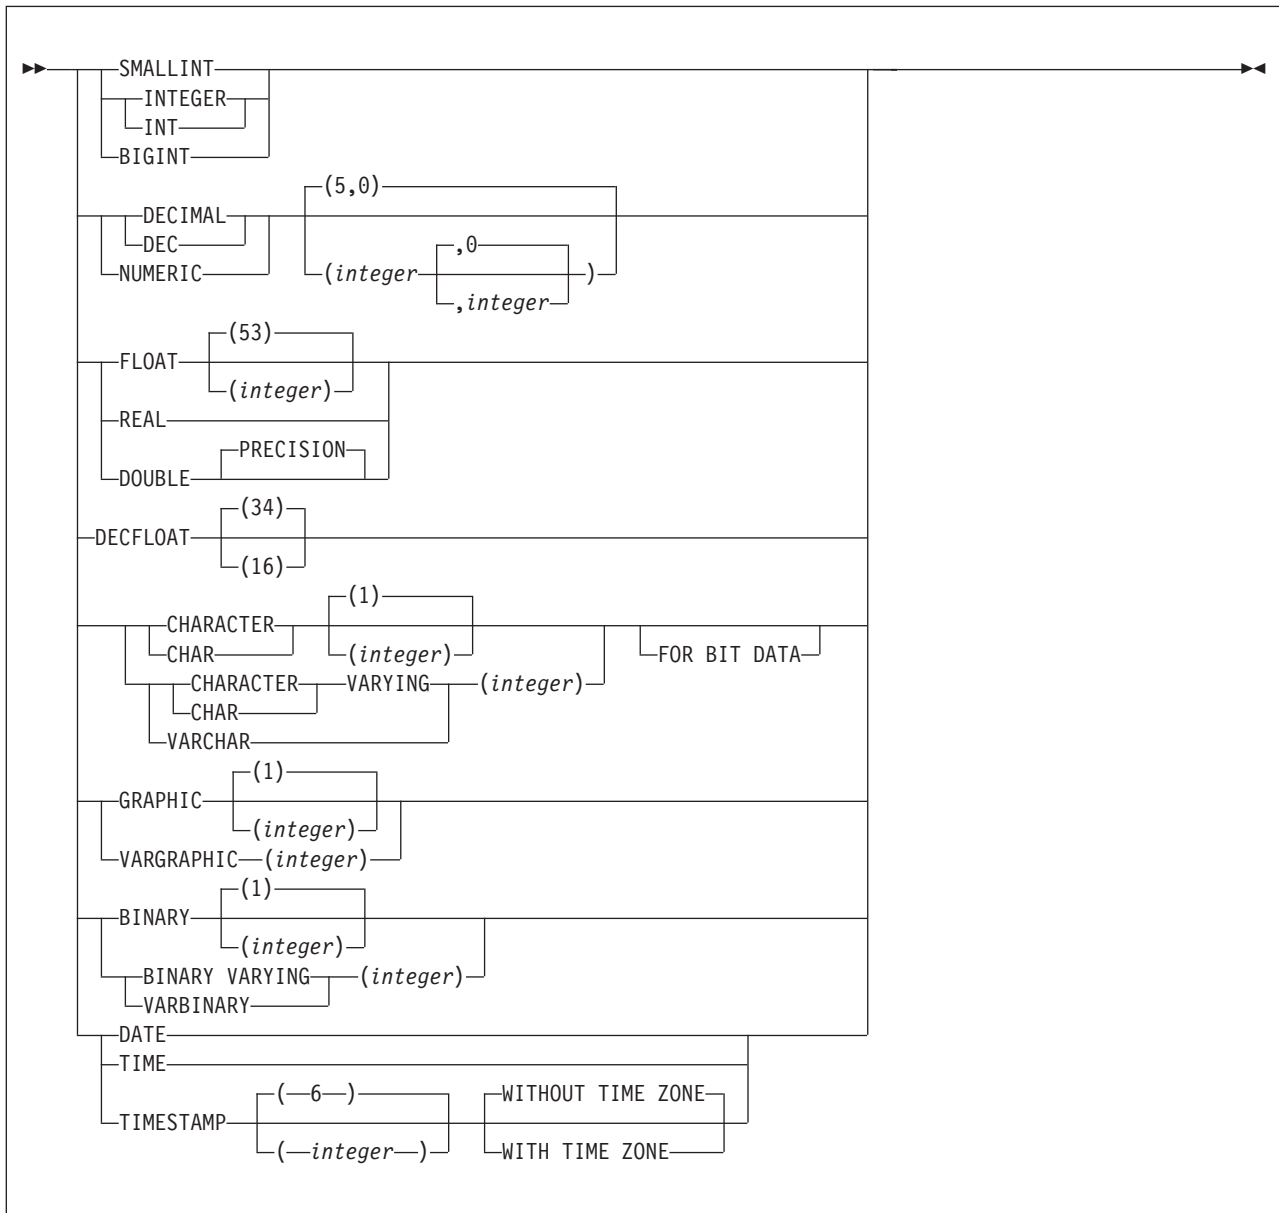 SMALLINT
INTEGER
INT
BIGINT
(5,0)
DECIMAL
DEC
,0
NUMERIC
(integer
)
,integer
(53)
FLOAT
(integer)
REAL
PRECISION
DOUBLE
(34)
DECFLOAT
(16)
(1)
CHARACTER
CHAR
(integer)
FOR BIT DATA
CHARACTER
VARYING
(integer)
CHAR
VARCHAR
(1)
GRAPHIC
(integer)
VARGRAPHIC
(integer)
(1)
BINARY
(integer)
BINARY VARYING
(integer)
VARBINARY
DATE
TIME
( 6 )
WITHOUT TIME ZONE
TIMESTAMP
( integer )
WITH TIME ZONE